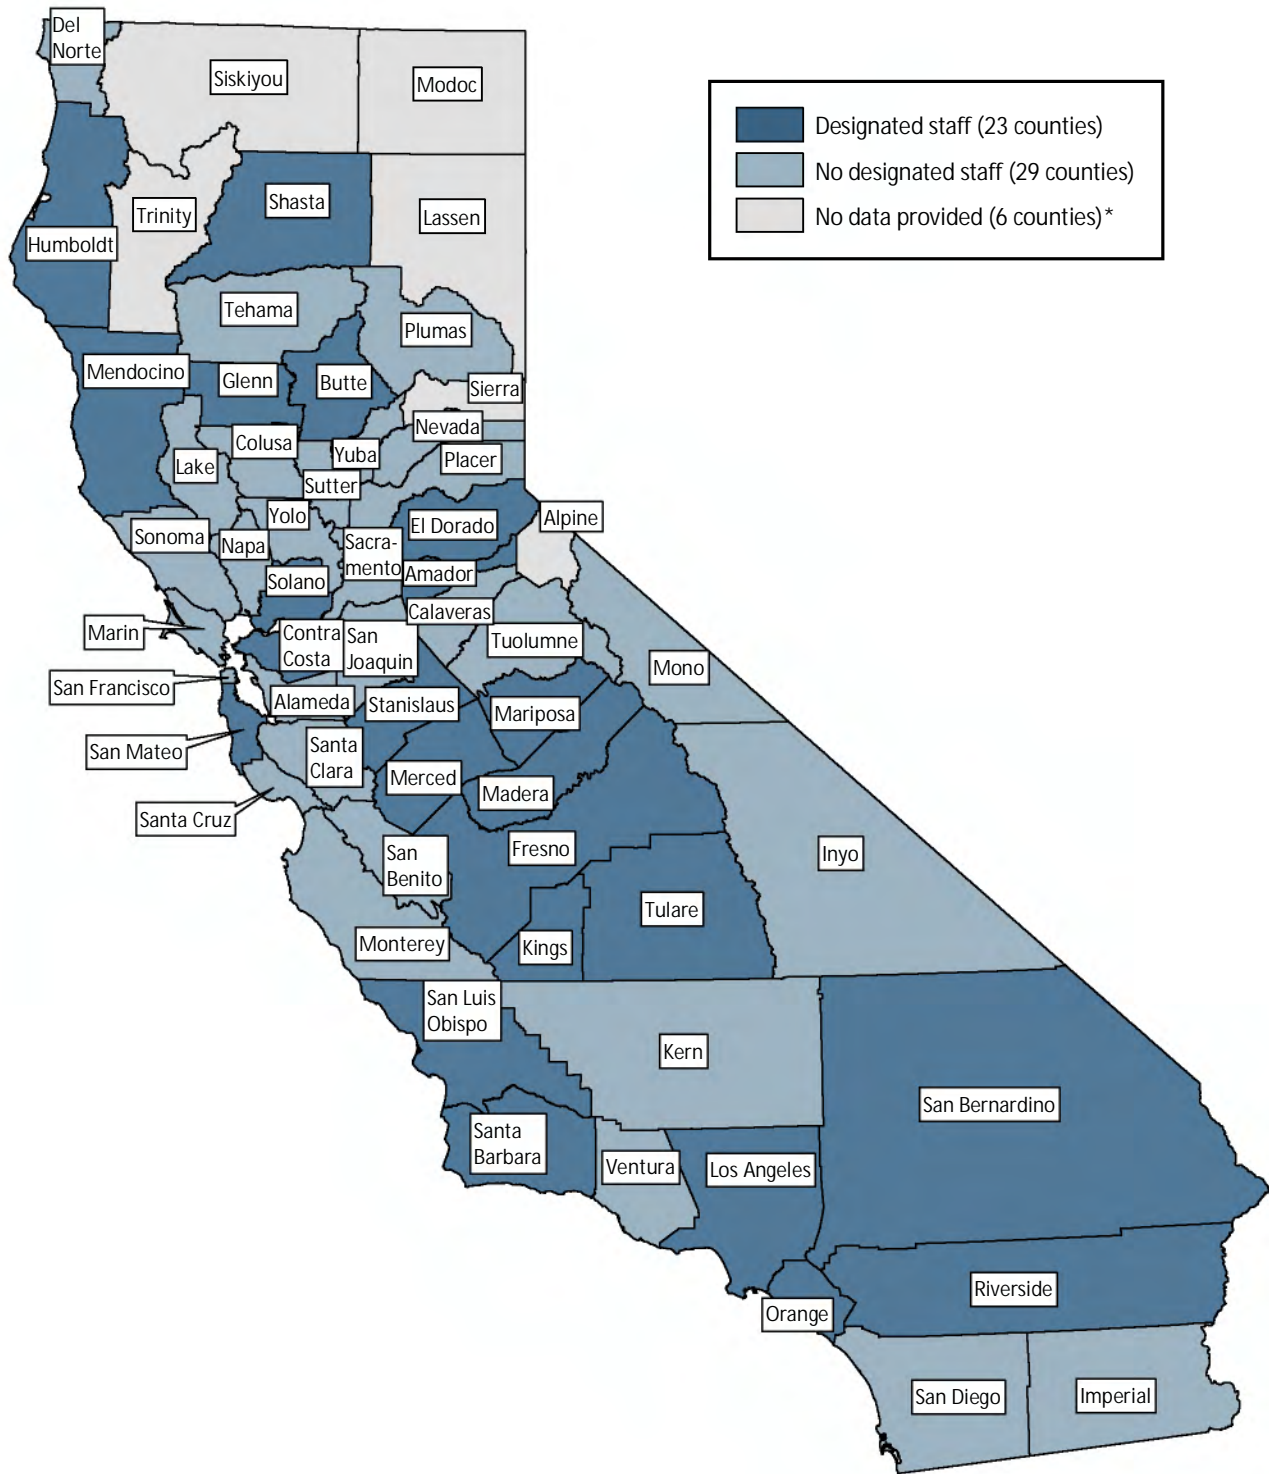 Del
Norte
Siskiyou
Modoc
Designated staff (23 counties)
No designated staff (29 counties)
No data provided (6 counties)*
Trinity
Shasta
Lassen
Humboldt
Tehama
Plumas
Mendocino
Glenn
Butte
Sierra
Nevada
Colusa
Yuba
Placer
Lake
Sutter
Yolo
El Dorado
Alpine
Sonoma
Napa
Sacra-
mento
Solano
Amador
Calaveras
Marin
Contra
Costa
San
Joaquin
Tuolumne
Mono
San Francisco
Alameda
Stanislaus
Mariposa
San Mateo
Santa
Clara
Merced
Madera
Santa Cruz
San
Benito
Fresno
Inyo
Tulare
Monterey
Kings
San Luis
Obispo
Kern
San Bernardino
Santa
Barbara
Ventura
Los Angeles
Riverside
Orange
San Diego
Imperial